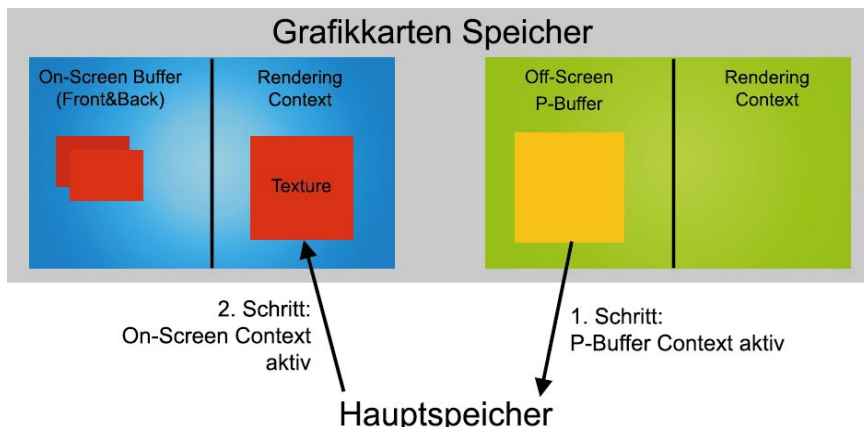 Grafikkarten Speicher
On-Screen Buffer
(Front&Back)
Rendering
Context
Off-Screen
P-Buffer
Rendering
Context
Texture
2. Schritt:
On-Screen Context
aktiv
1. Schritt:
P-Buffer Context aktiv
Hauptspeicher